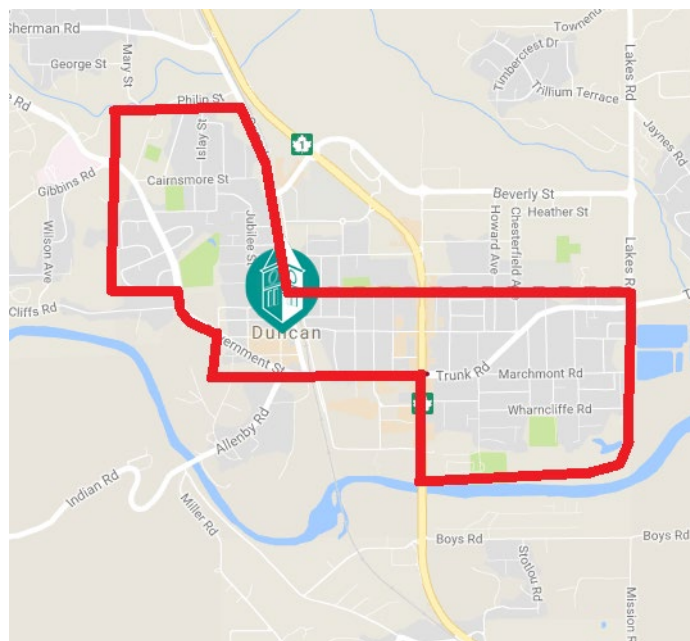 Sherman Rd
George St
Mary St
Townend
Timbercrest Dr
Trillium Terrace
Lakes Rd
Jaynes Rd
Philip St
Islay St
1
Gibbins Rd
Cairnsmore St
Beverly St
Wilson Ave
Jubilee St
Howard Ave
Chesterfield Ave
Heather St
Lakes Rd
Cliffs Rd
Duncan
ernment St
Trunk Rd
Marchmont Rd
Wharncliffe Rd
Allenby Rd
Indian Rd
Miller Rd
Boys Rd
Boys Rd
Stotlou Rd
Mission